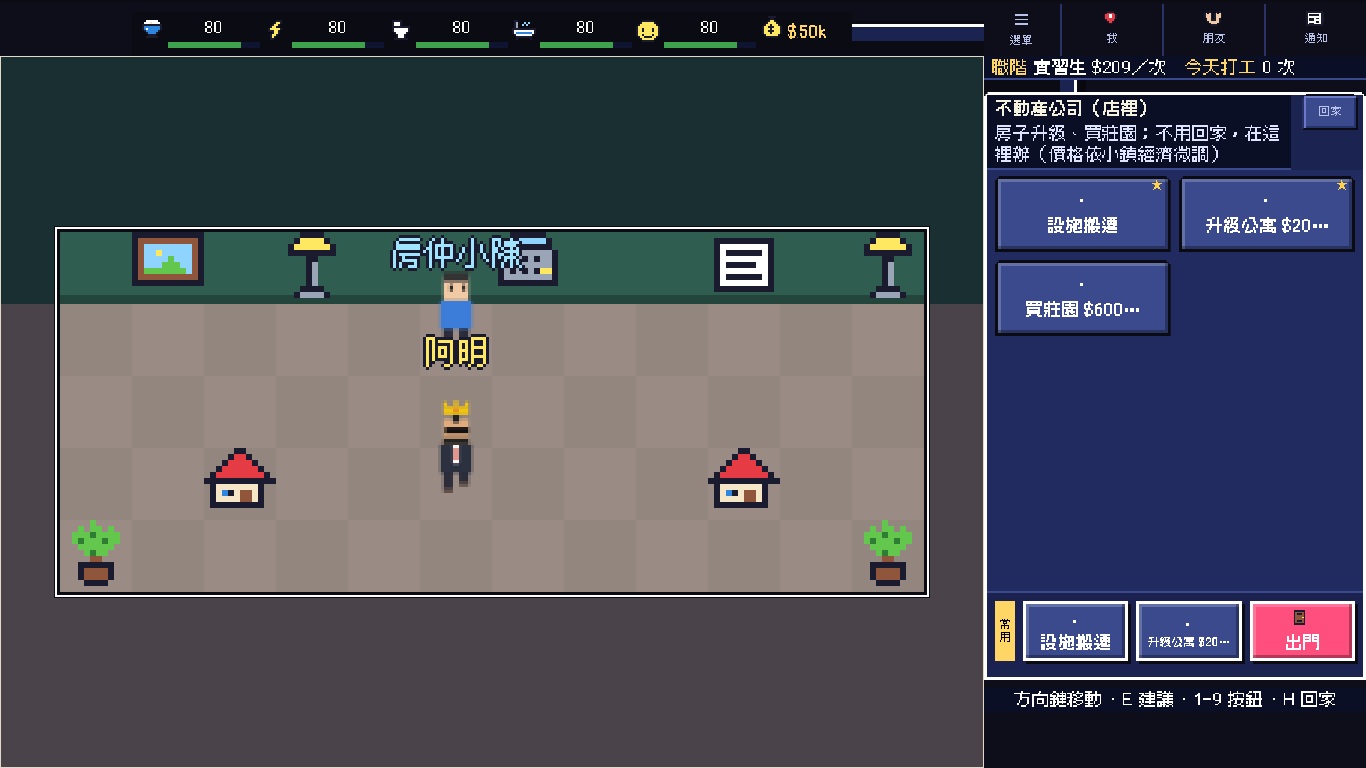 80
80
80
80
80
$50k
選單
我
朋友
通知
職階 實習生 $209／次 今天打工 0 次
不動產公司（店裡）
房子升級、買莊園；不用回家，在這
裡辦（價格依小鎮經濟微調）
回家
設施搬遷
升級公寓 $20…
買莊園 $600…
房仲小陳
阿明
常用
設施搬遷
升級公寓 $20…
出門
方向鍵移動 · E 建議 · 1-9 按鈕 · H 回家